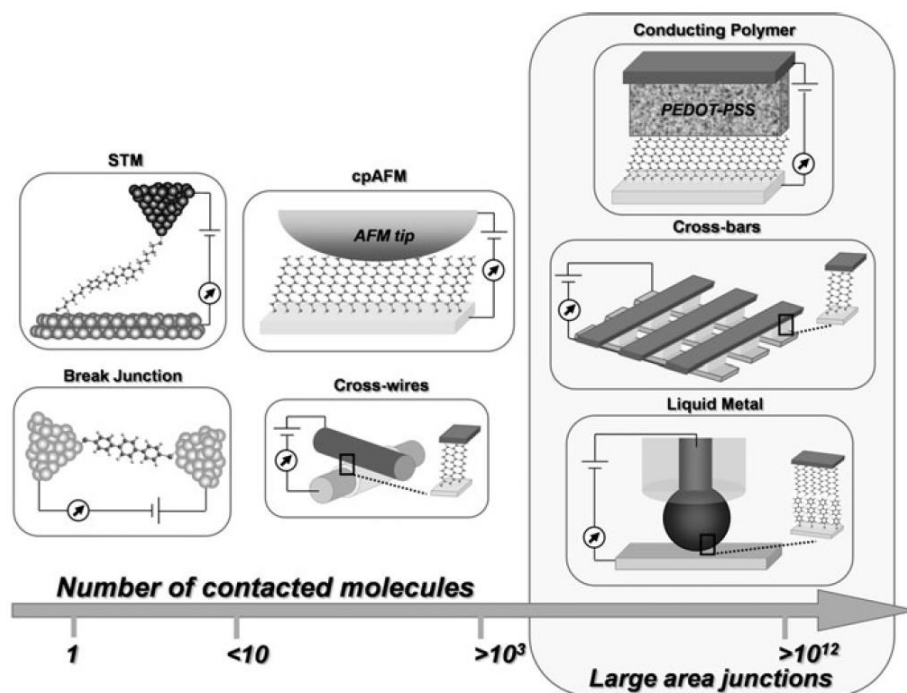 Conducting Polymer
PEDOT-PSS
STM
cpAFM
AFM tip
Cross-bars
Break Junction
Cross-wires
Liquid Metal
Number of contacted molecules
1
<10
>10³
>10¹²
Large area junctions